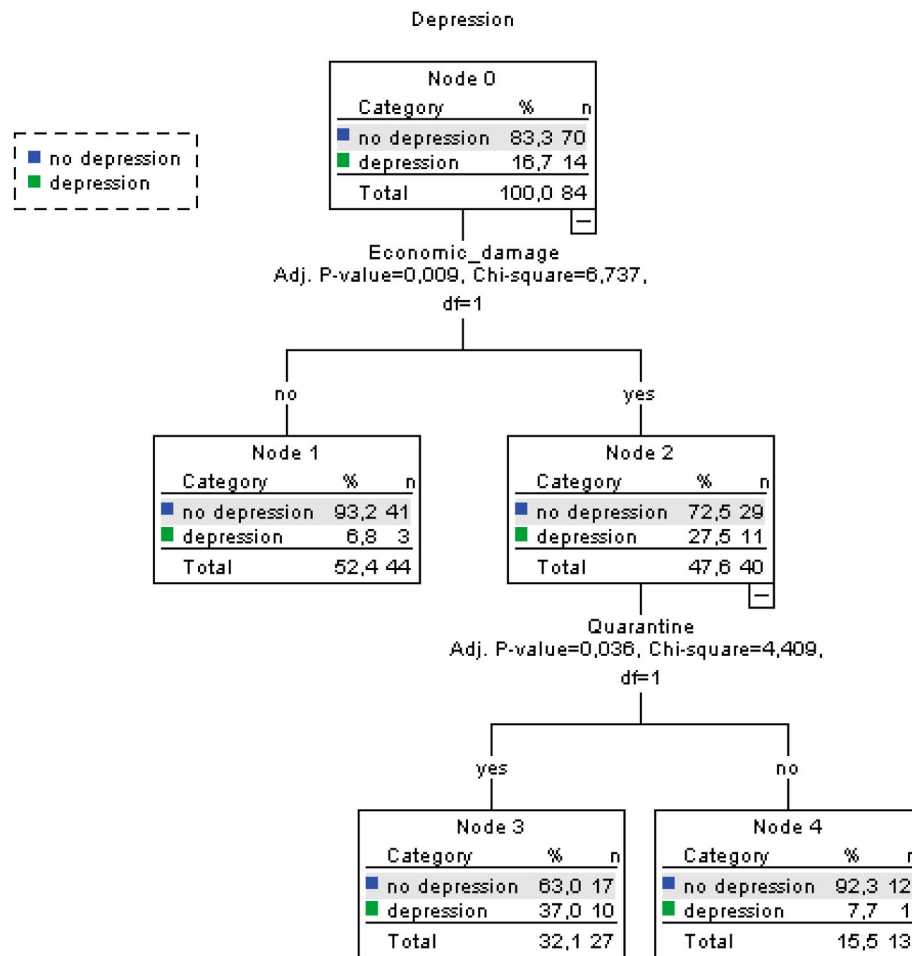 Depression
Node 0
Category % n
no depression 83,3 70
depression 16,7 14
Total 100,0 84
no depression
depression
Economic_damage
Adj. P-value=0,009, Chi-square=6,737,
df=1
no
yes
Node 1
Category % n
no depression 93,2 41
depression 6,8 3
Total 52,4 44
Node 2
Category % n
no depression 72,5 29
depression 27,5 11
Total 47,6 40
Quarantine
Adj. P-value=0,036, Chi-square=4,409,
df=1
yes
no
Node 3
Category % n
no depression 63,0 17
depression 37,0 10
Total 32,1 27
Node 4
Category % n
no depression 92,3 12
depression 7,7 1
Total 15,5 13